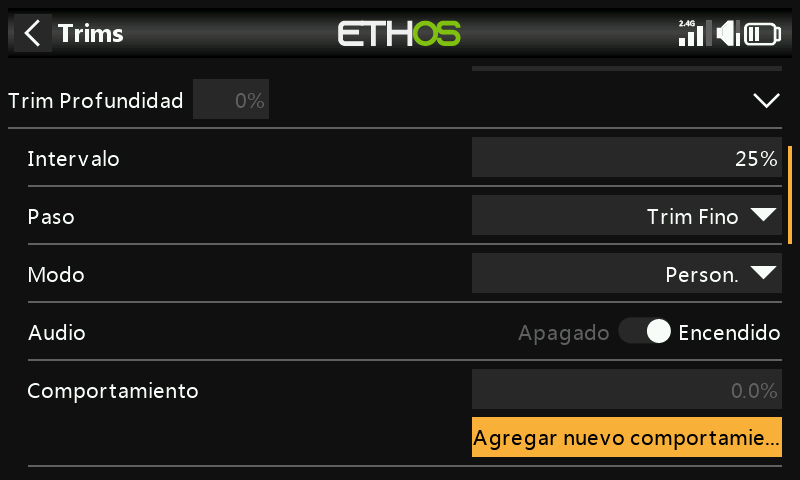 Trims
ETHOS
2.4G
Trim Profundidad 0%
Intervalo 25%
Paso Trim Fino
Modo Person.
Audio Apagado Encendido
Comportamiento 0.0%
Agregar nuevo comportamie...